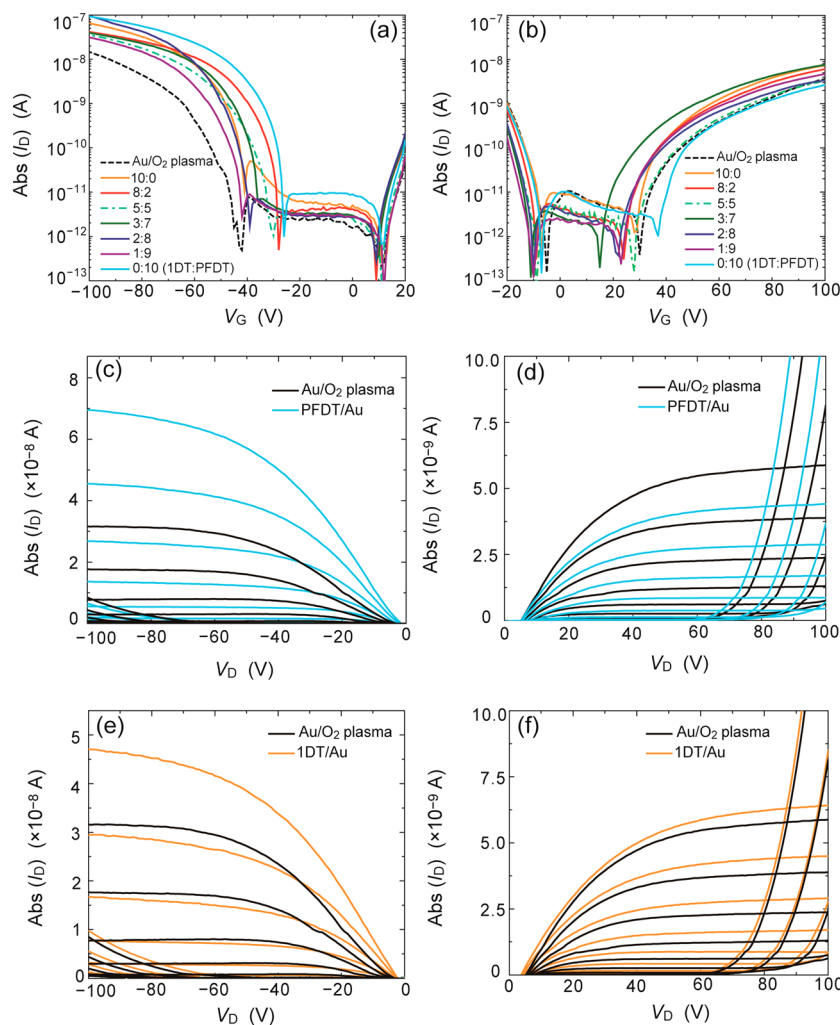 (a)
Abs (I_D) (A)
10⁻⁷
10⁻⁸
10⁻⁹
10⁻¹⁰
10⁻¹¹
10⁻¹²
10⁻¹³
Au/O₂ plasma
10:0
8:2
5:5
3:7
2:8
1:9
0:10 (1DT:PFDT)
−100 −80 −60 −40 −20 0 20
V_G (V)
(b)
Abs (I_D) (A)
10⁻⁷
10⁻⁸
10⁻⁹
10⁻¹⁰
10⁻¹¹
10⁻¹²
10⁻¹³
Au/O₂ plasma
10:0
8:2
5:5
3:7
2:8
1:9
0:10 (1DT:PFDT)
−20 0 20 40 60 80 100
V_G (V)
(c)
Abs (I_D) (×10⁻⁸ A)
8
7
6
5
4
3
2
1
0
Au/O₂ plasma
PFDT/Au
−100 −80 −60 −40 −20 0
V_D (V)
(d)
Abs (I_D) (×10⁻⁹ A)
10.0
7.5
5.0
2.5
0
Au/O₂ plasma
PFDT/Au
0 20 40 60 80 100
V_D (V)
(e)
Abs (I_D) (×10⁻⁸ A)
5
4
3
2
1
0
Au/O₂ plasma
1DT/Au
−100 −80 −60 −40 −20 0
V_D (V)
(f)
Abs (I_D) (×10⁻⁹ A)
10.0
7.5
5.0
2.5
0
Au/O₂ plasma
1DT/Au
0 20 40 60 80 100
V_D (V)